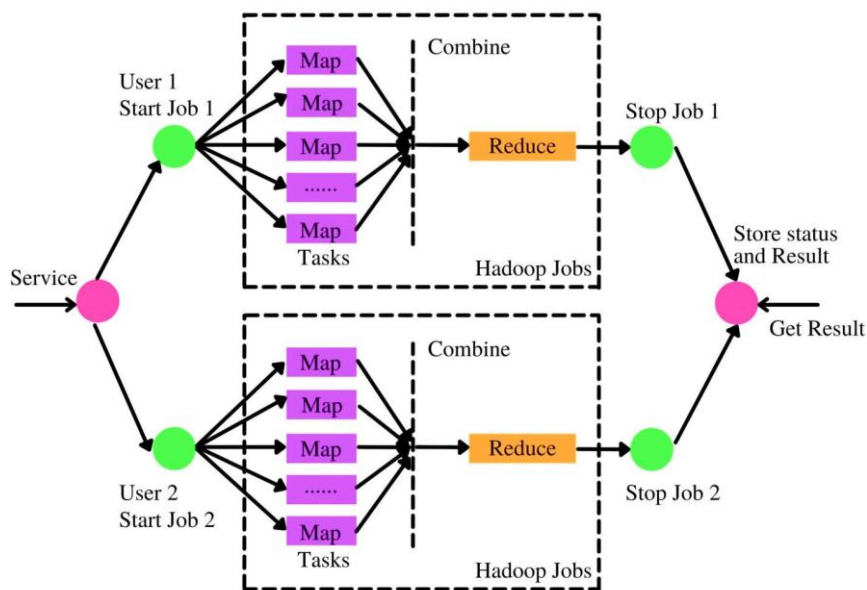 User 1
Start Job 1
Map
Map
Map
......
Map
Tasks
Combine
Reduce
Hadoop Jobs
Stop Job 1
Service
Store status
and Result
Get Result
User 2
Start Job 2
Map
Map
Map
......
Map
Tasks
Combine
Reduce
Hadoop Jobs
Stop Job 2